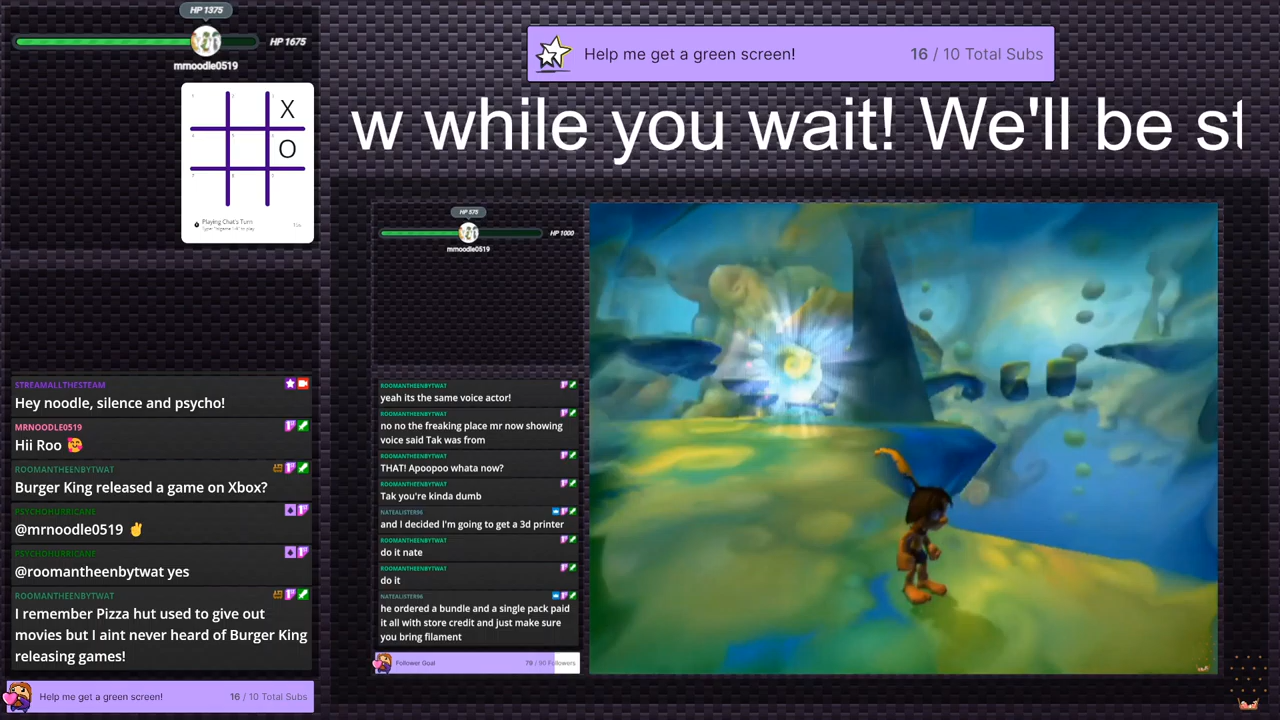 HP 1375
HP 1675
mmoodle0519
X
O
Playing Chat's Turn
Help me get a green screen!
16 / 10 Total Subs
w while you wait! We'll be st
STREAMALLTHESTEAM
Hey noodle, silence and psycho!
MRNOODLE0519
Hii Roo
ROOMANTHEENBYTWAT
Burger King released a game on Xbox?
PSYCHOHURRICANE
@mrnoodle0519
PSYCHOHURRICANE
@roomantheenbytwat yes
ROOMANTHEENBYTWAT
I remember Pizza hut used to give out
movies but I aint never heard of Burger King
releasing games!
Help me get a green screen!
16 / 10 Total Subs
HP 575
HP 1000
mmoodle0519
ROOMANTHEENBYTWAT
yeah its the same voice actor!
ROOMANTHEENBYTWAT
no no the freaking place mr now showing
voice said Tak was from
ROOMANTHEENBYTWAT
THAT! Apoopoo whata now?
ROOMANTHEENBYTWAT
Tak you're kinda dumb
NATEALISTER96
and I decided I'm going to get a 3d printer
ROOMANTHEENBYTWAT
do it nate
ROOMANTHEENBYTWAT
do it
NATEALISTER96
he ordered a bundle and a single pack paid
it all with store credit and just make sure
you bring filament
Follower Goal
79 / 90 Followers